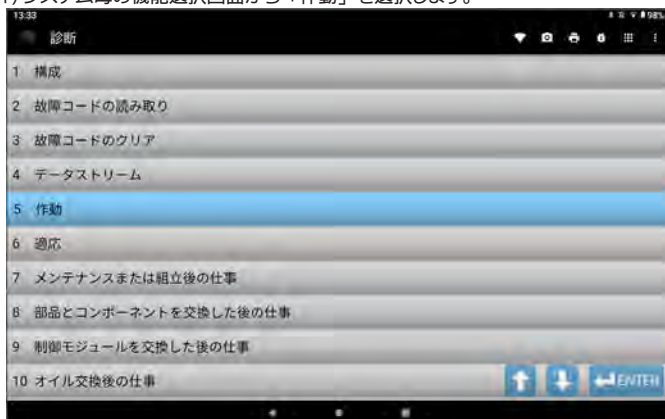 1)システム毎の機能選択画面から「作動」を選択します。
13:33
98%
診断
1 構成
2 故障コードの読み取り
3 故障コードのクリア
4 データストリーム
5 作動
6 適応
7 メンテナンスまたは組立後の仕事
8 部品とコンポーネントを交換した後の仕事
9 制御モジュールを交換した後の仕事
10 オイル交換後の仕事
ENTER